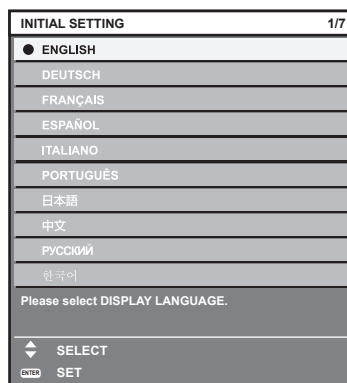 INITIAL SETTING 1/7
ENGLISH
DEUTSCH
FRANÇAIS
ESPAÑOL
ITALIANO
PORTUGUÊS
日本語
中文
РУССКИЙ
한국어
Please select DISPLAY LANGUAGE.
SELECT
ENTER SET